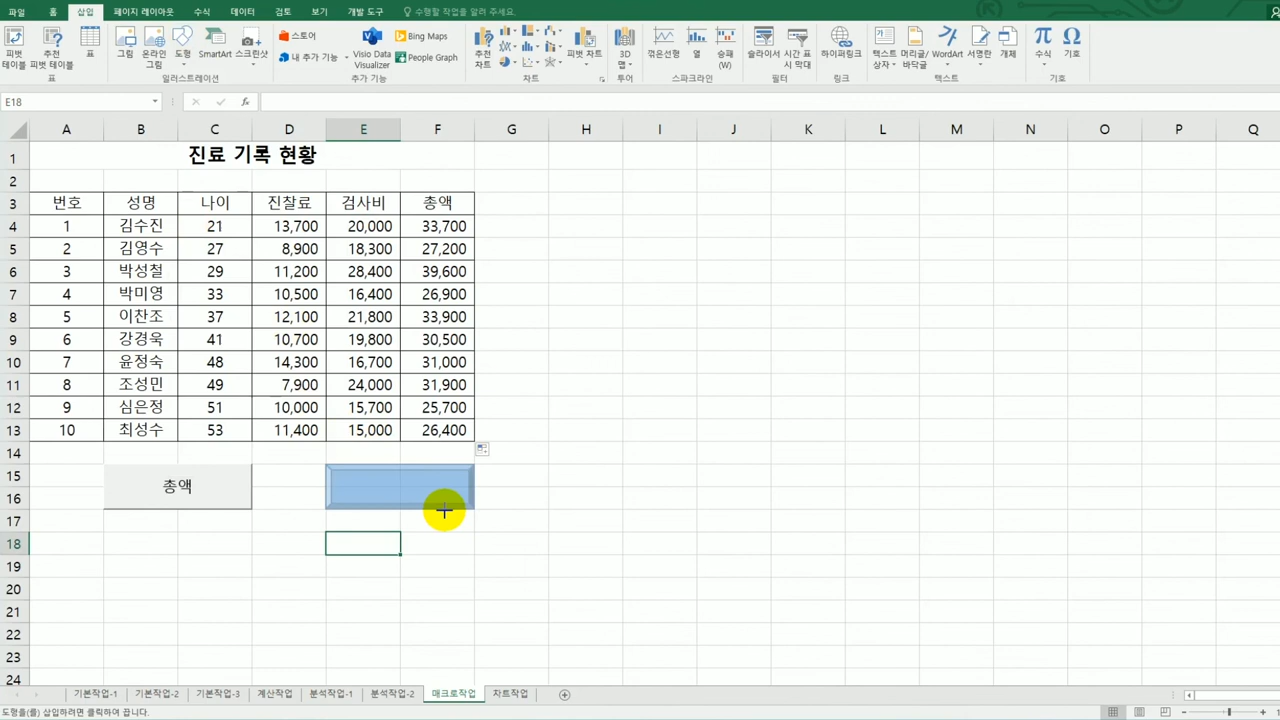 파일 홈 삽입 페이지 레이아웃 수식 데이터 검토 보기 개발 도구 수행할 작업을 알려 주세요.
피벗 테이블 추천 피벗 테이블 표 그림 온라인 그림 도형 SmartArt 스크린샷 스토어 내 추가 기능 Visio Data Visualizer Bing Maps People Graph 추천 차트 피벗 차트 3D 맵 꺾은선형 열 승패 (W) 슬라이서 시간 표시 막대 하이퍼링크 텍스트 상자 머리글/바닥글 WordArt 서명란 개체 수식 기호
표 일러스트레이션 추가 기능 차트 투어 스파크라인 필터 링크 텍스트 기호
E18 fx
A B C D E F G H I J K L M N O P Q
1 진료 기록 현황
2
3 번호 성명 나이 진찰료 검사비 총액
4 1 김수진 21 13,700 20,000 33,700
5 2 김영수 27 8,900 18,300 27,200
6 3 박성철 29 11,200 28,400 39,600
7 4 박미영 33 10,500 16,400 26,900
8 5 이찬조 37 12,100 21,800 33,900
9 6 강경욱 41 10,700 19,800 30,500
10 7 윤정숙 48 14,300 16,700 31,000
11 8 조성민 49 7,900 24,000 31,900
12 9 심은정 51 10,000 15,700 25,700
13 10 최성수 53 11,400 15,000 26,400
14
15
총액
16
17
18
19
20
21
22
23
24
기본작업-1 기본작업-2 기본작업-3 계산작업 분석작업-1 분석작업-2 매크로작업 차트작업
도형을(를) 삽입하려면 클릭하여 끕니다.